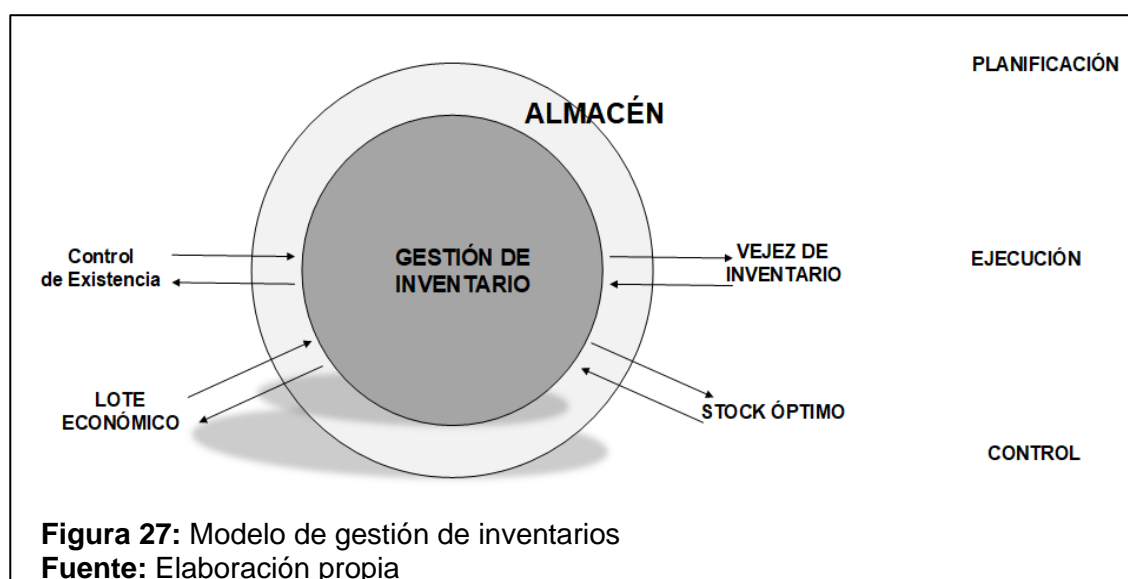 PLANIFICACIÓN
ALMACÉN
Control
de Existencia
GESTIÓN DE
INVENTARIO
VEJEZ DE
INVENTARIO
EJECUCIÓN
LOTE
ECONÓMICO
STOCK ÓPTIMO
CONTROL
Figura 27: Modelo de gestión de inventarios
Fuente: Elaboración propia